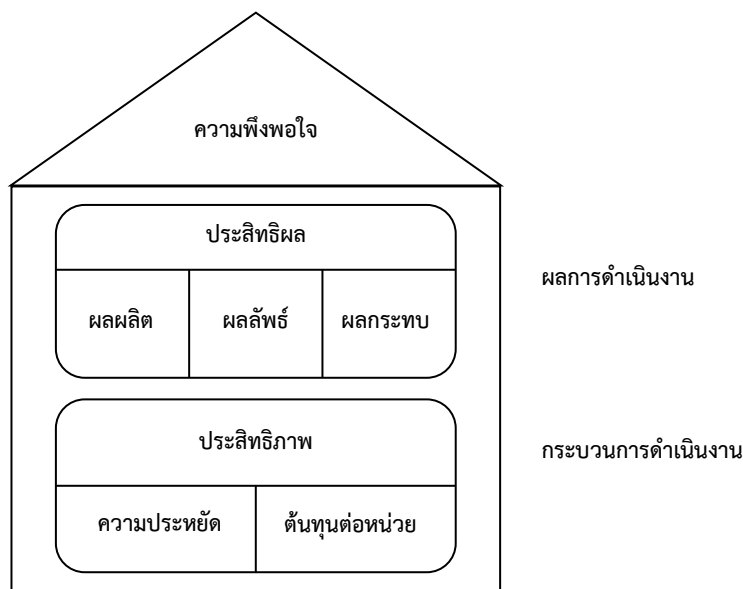 ความพึงพอใจ
ประสิทธิผล
ผลผลิต
ผลลัพธ์
ผลกระทบ
ผลการดำเนินงาน
ประสิทธิภาพ
ความประหยัด
ต้นทุนต่อหน่วย
กระบวนการดำเนินงาน